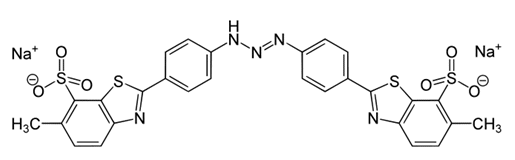 H
N N
Na⁺ O N O Na⁺
⊖O S O S S O S O⊖
H₃C N N CH₃